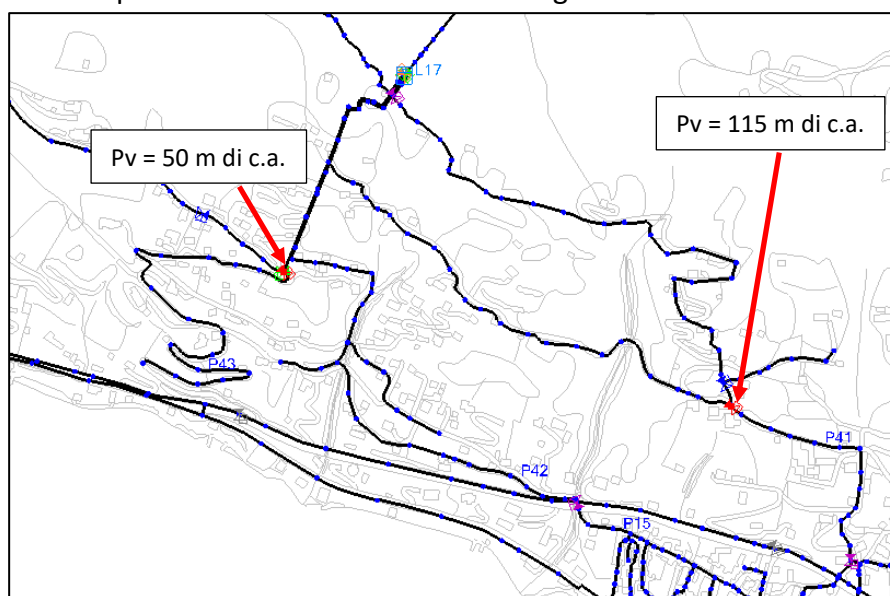 L17
Pv = 115 m di c.a.
Pv = 50 m di c.a.
P43
P41
P42
P15